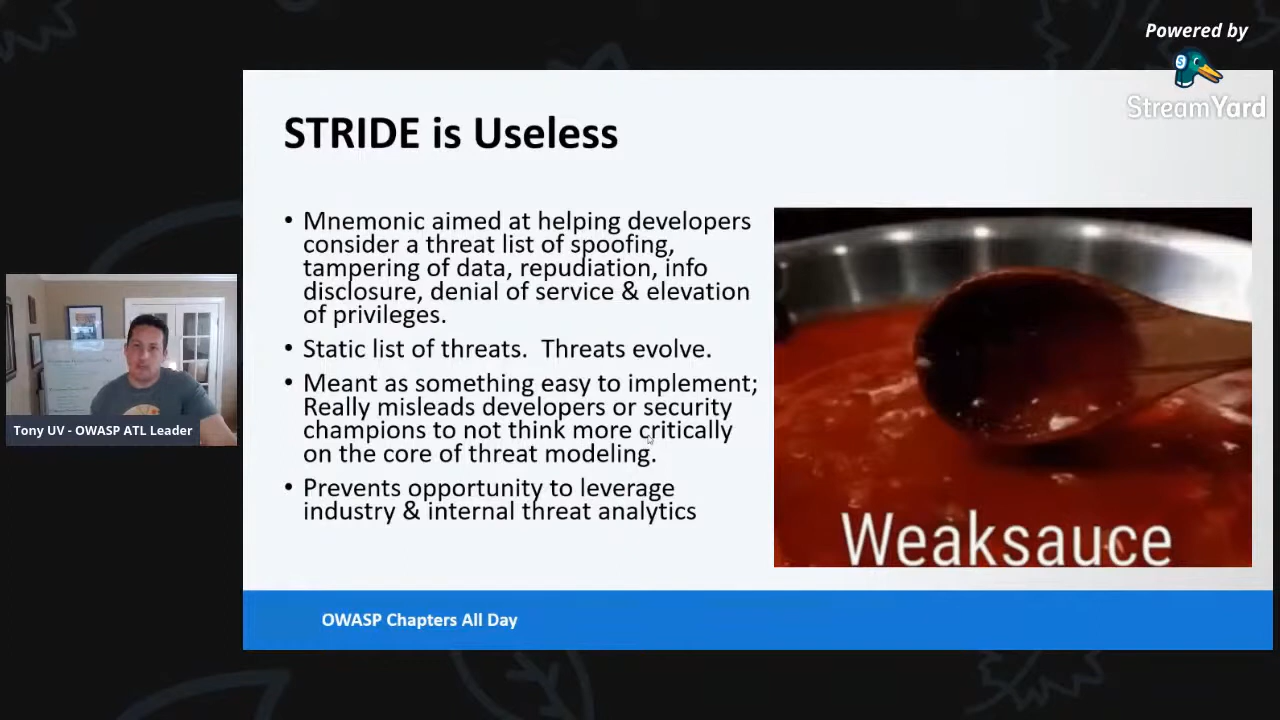 Powered by
StreamYard
STRIDE is Useless
• Mnemonic aimed at helping developers
consider a threat list of spoofing,
tampering of data, repudiation, info
disclosure, denial of service & elevation
of privileges.
• Static list of threats.  Threats evolve.
• Meant as something easy to implement;
Really misleads developers or security
champions to not think more critically
on the core of threat modeling.
• Prevents opportunity to leverage
industry & internal threat analytics
Weaksauce
Tony UV - OWASP ATL Leader
OWASP Chapters All Day